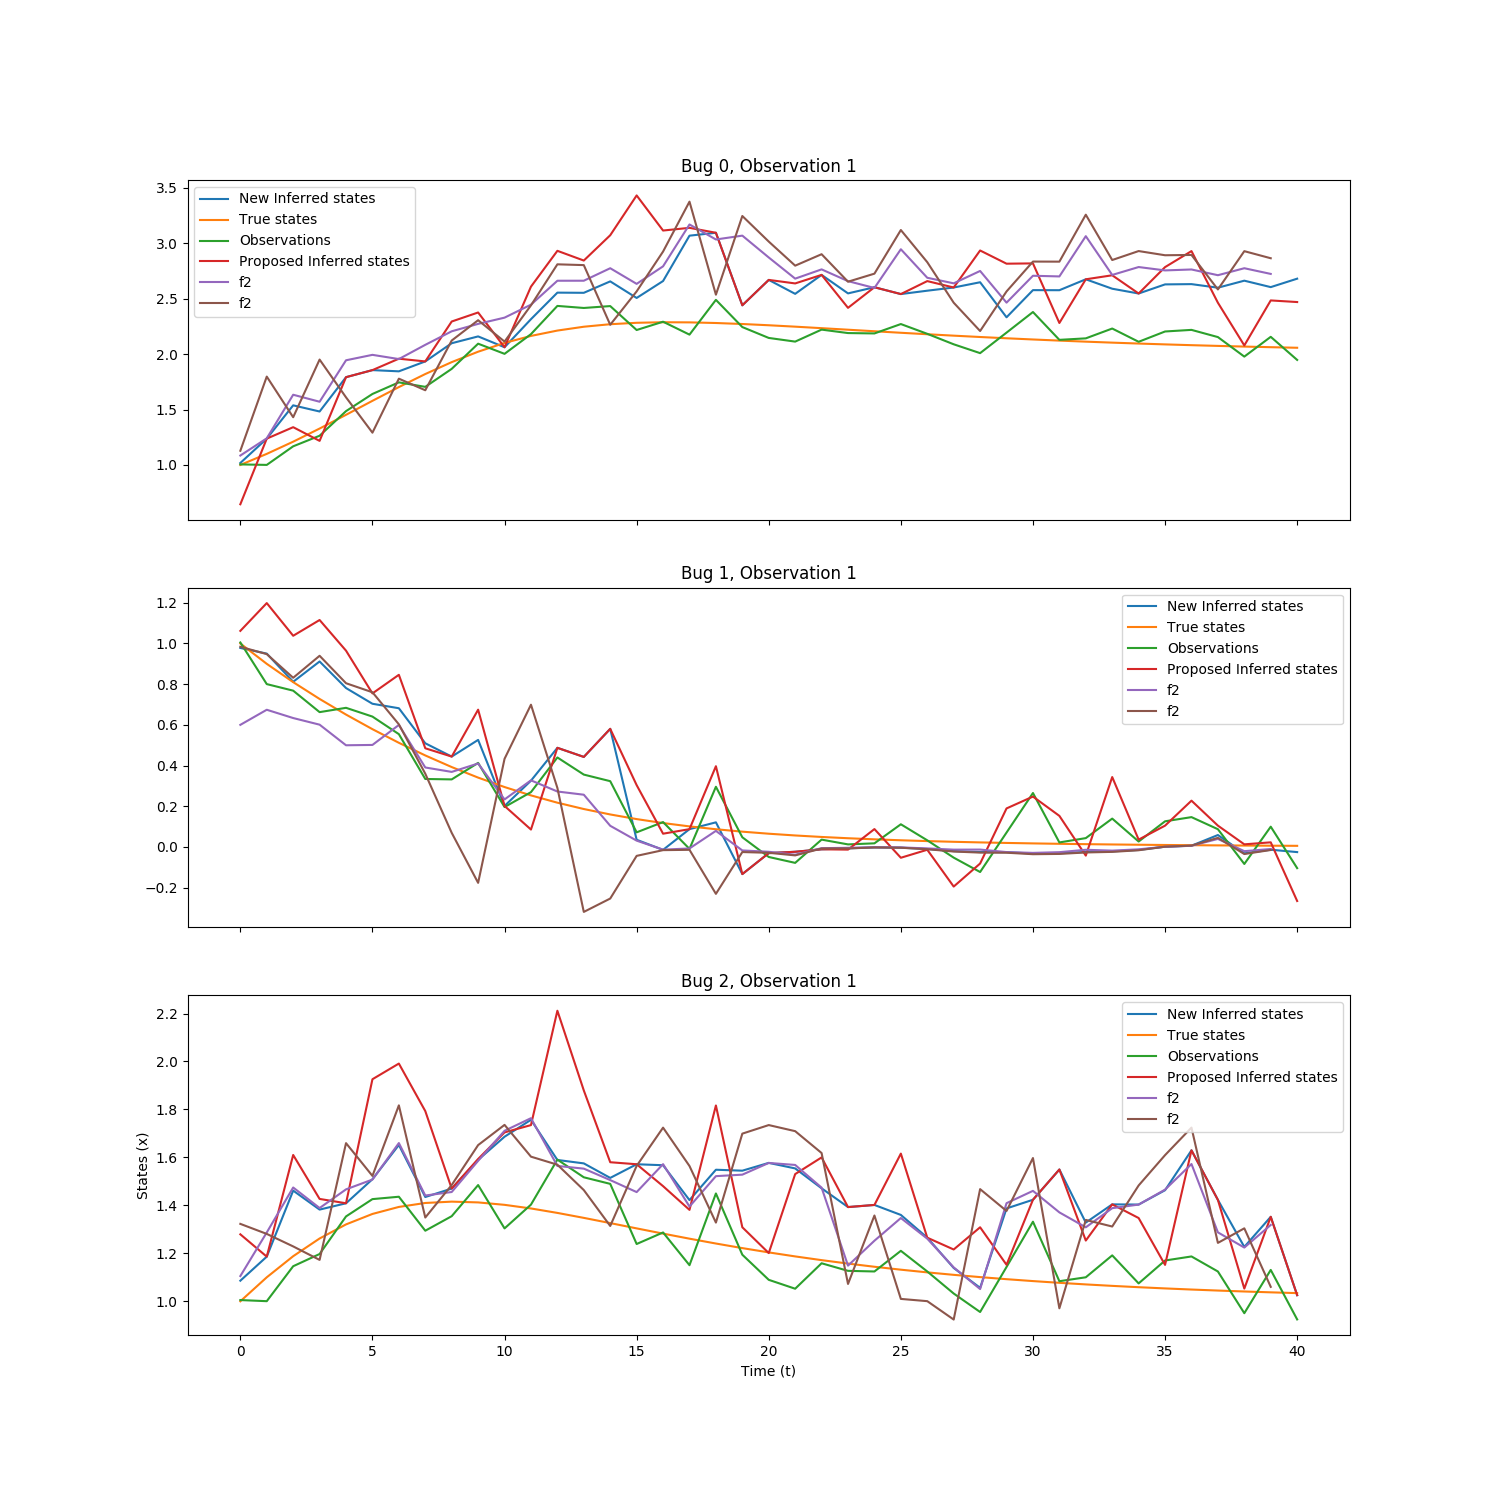 Bug 0, Observation 1
3.5
3.0
2.5
2.0
1.5
1.0
New Inferred states
True states
Observations
Proposed Inferred states
f2
f2
Bug 1, Observation 1
1.2
1.0
0.8
0.6
0.4
0.2
0.0
−0.2
New Inferred states
True states
Observations
Proposed Inferred states
f2
f2
Bug 2, Observation 1
States (x)
2.2
2.0
1.8
1.6
1.4
1.2
1.0
New Inferred states
True states
Observations
Proposed Inferred states
f2
f2
0 5 10 15 20 25 30 35 40
Time (t)